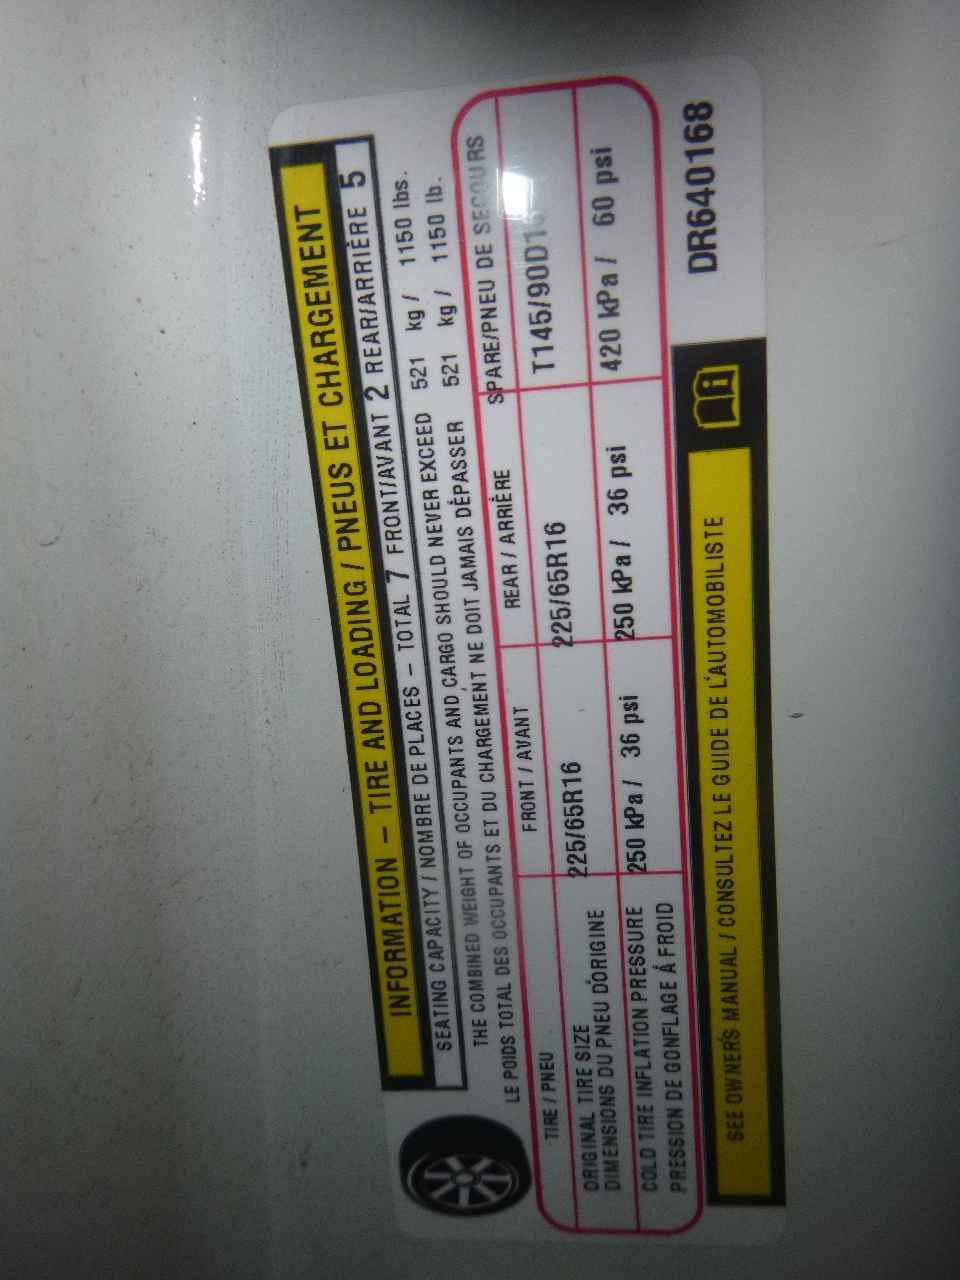 INFORMATION – TIRE AND LOADING / PNEUS ET CHARGEMENT
SEATING CAPACITY / NOMBRE DE PLACES – TOTAL 7 FRONT/AVANT 2 REAR/ARRIÈRE 5
THE COMBINED WEIGHT OF OCCUPANTS AND CARGO SHOULD NEVER EXCEED 521 kg / 1150 lbs.
LE POIDS TOTAL DES OCCUPANTS ET DU CHARGEMENT NE DOIT JAMAIS DÉPASSER 521 kg / 1150 lb.
TIRE / PNEU FRONT / AVANT REAR / ARRIÈRE SPARE/PNEU DE SECOURS
ORIGINAL TIRE SIZE
DIMENSIONS DU PNEU D'ORIGINE 225/65R16 225/65R16
COLD TIRE INFLATION PRESSURE
PRESSION DE GONFLAGE À FROID 250 kPa / 36 psi 250 kPa / 36 psi 420 kPa / 60 psi
SEE OWNER'S MANUAL / CONSULTEZ LE GUIDE DE L'AUTOMOBILISTE
DR640168